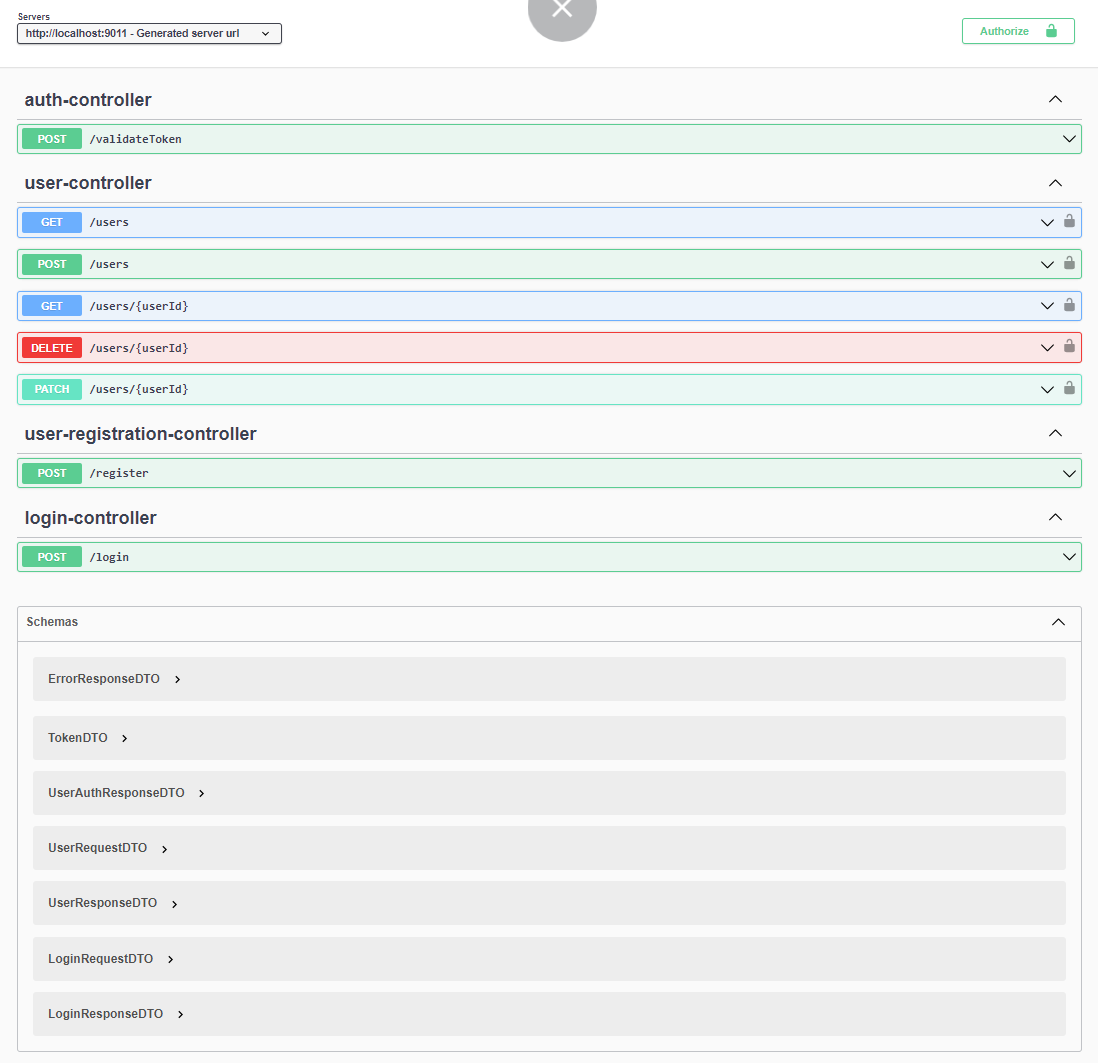 Servers
http://localhost:9011 - Generated server url
Authorize
auth-controller
POST /validateToken
user-controller
GET /users
POST /users
GET /users/{userId}
DELETE /users/{userId}
PATCH /users/{userId}
user-registration-controller
POST /register
login-controller
POST /login
Schemas
ErrorResponseDTO
TokenDTO
UserAuthResponseDTO
UserRequestDTO
UserResponseDTO
LoginRequestDTO
LoginResponseDTO